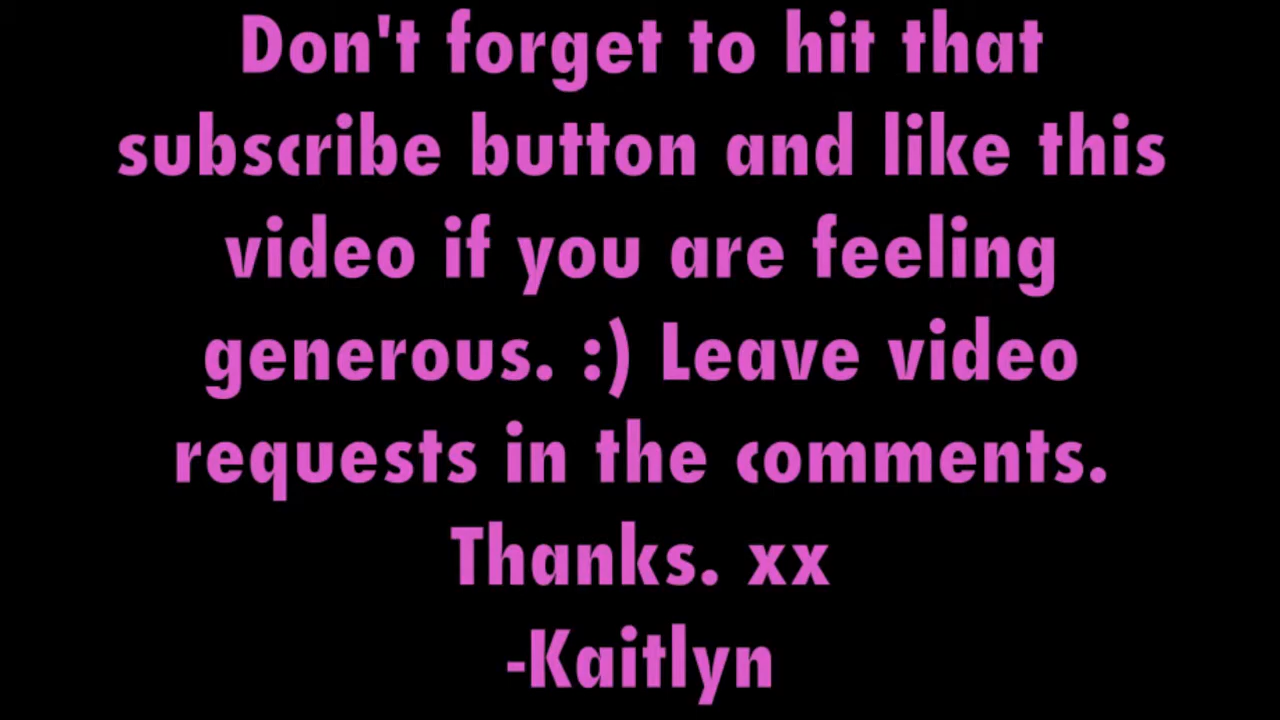 Don't forget to hit that
subscribe button and like this
video if you are feeling
generous. :) Leave video
requests in the comments.
Thanks. xx
-Kaitlyn